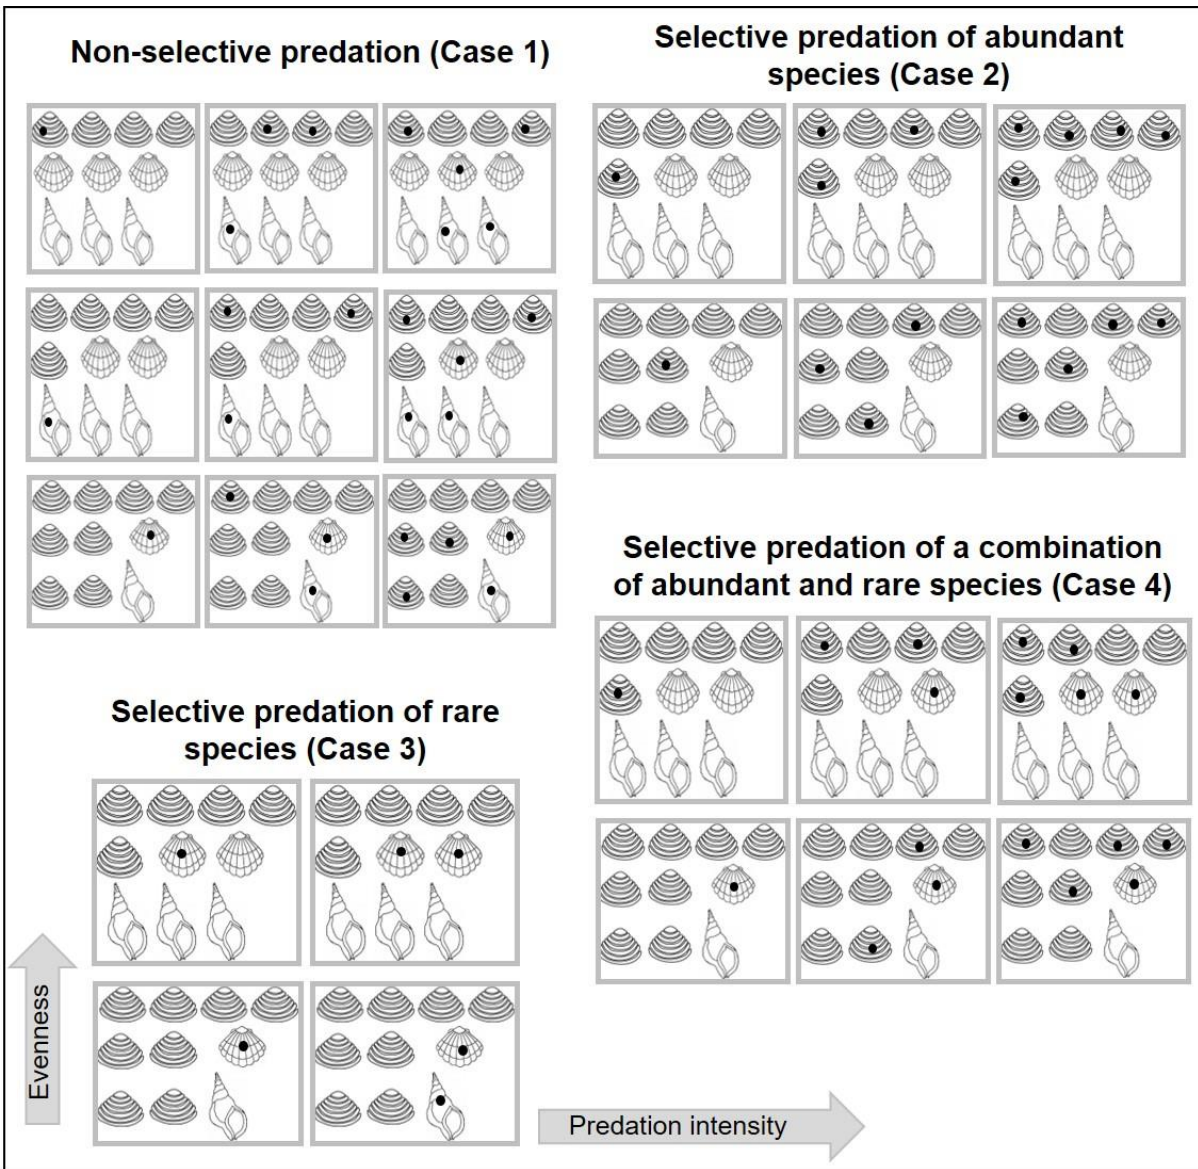 Non-selective predation (Case 1)
Selective predation of abundant
species (Case 2)
Selective predation of a combination
of abundant and rare species (Case 4)
Selective predation of rare
species (Case 3)
Evenness
Predation intensity